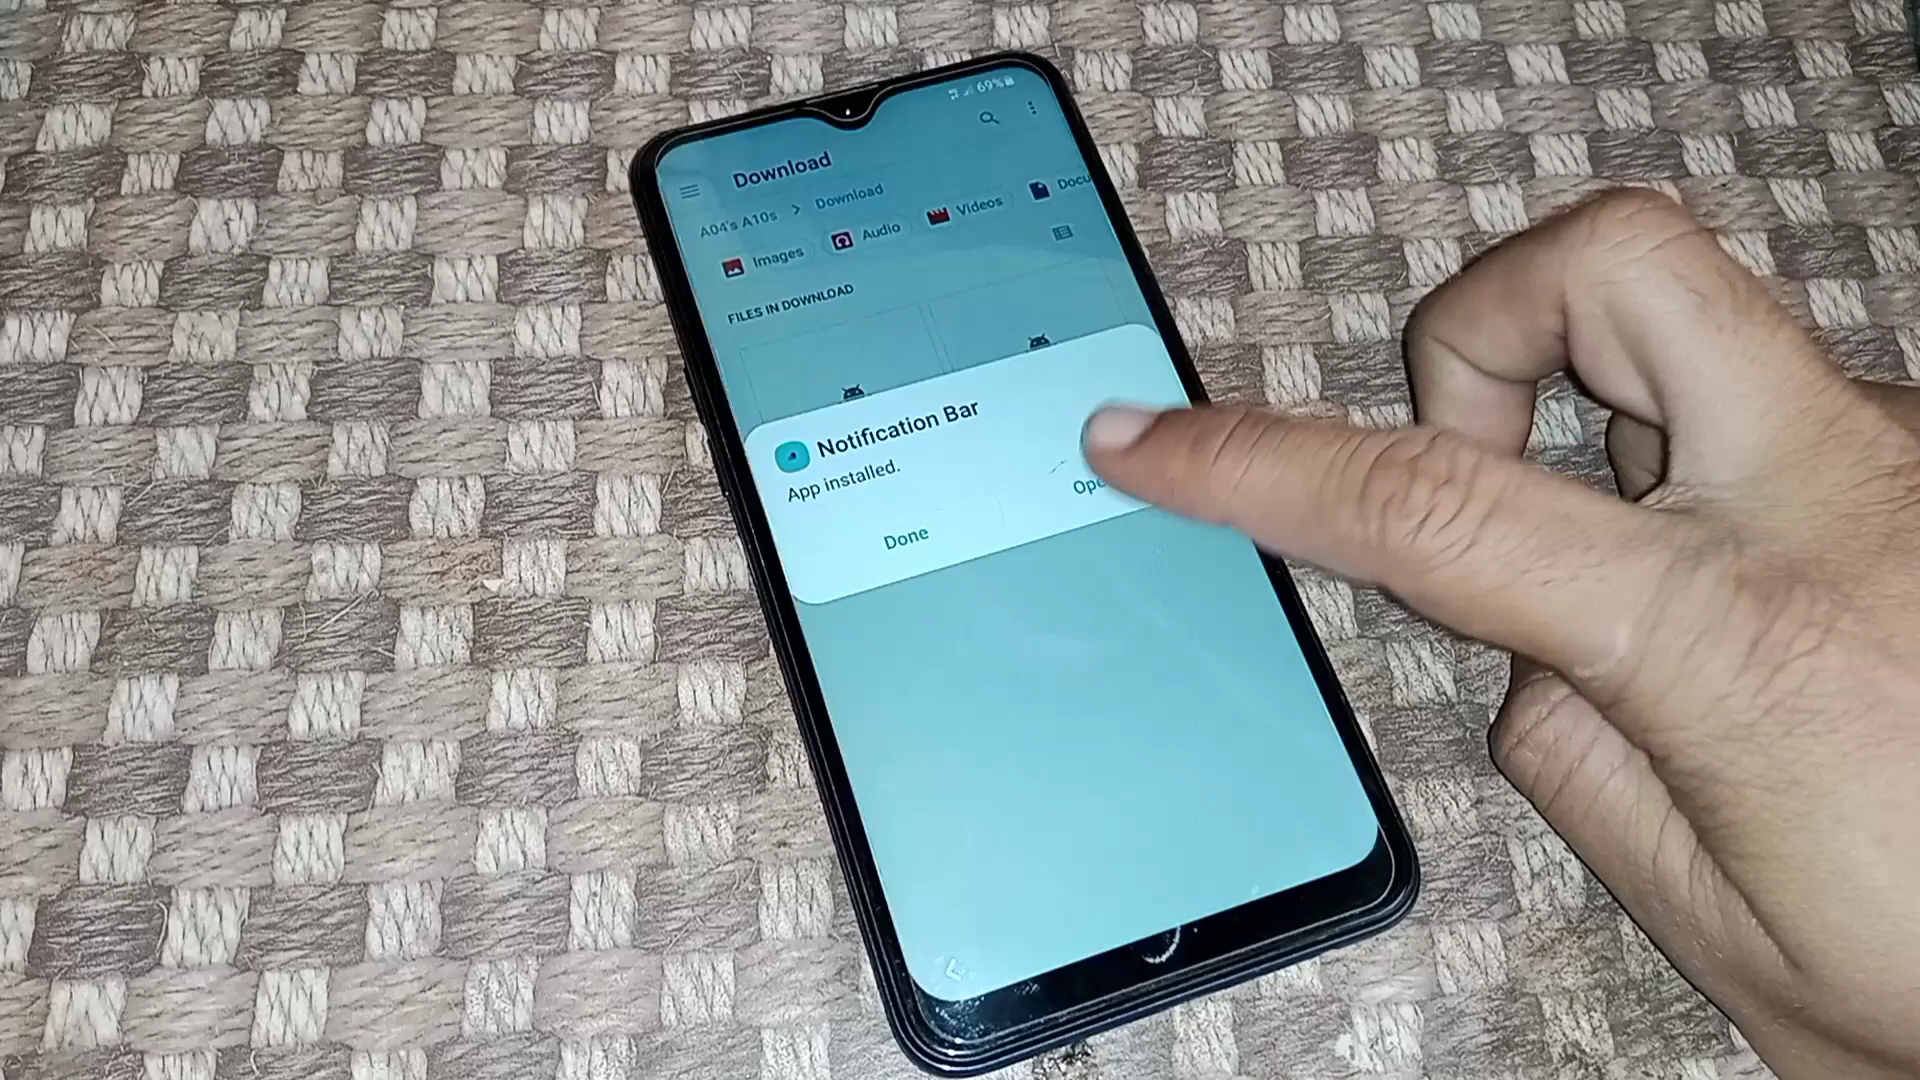 69%
Download
A04's A10s > Download
Images
Audio
Videos
Docu
FILES IN DOWNLOAD
Notification Bar
App installed.
Done
Ope